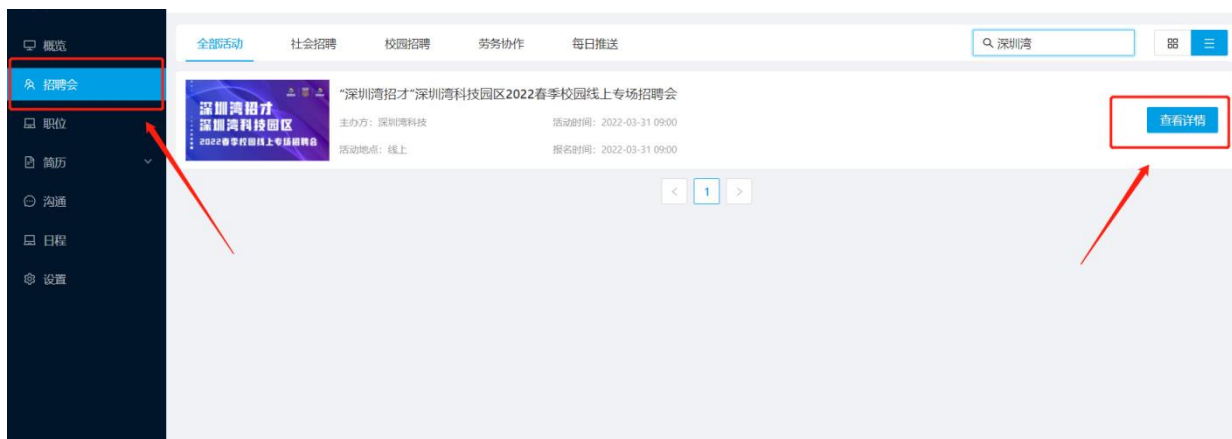 概览
招聘会
职位
简历
沟通
日程
设置
全部活动 社会招聘 校园招聘 劳务协作 每日推送
深圳湾
深圳湾招才
深圳湾科技园区
2022春季校园线上专场招聘会
“深圳湾招才”深圳湾科技园区2022春季校园线上专场招聘会
主办方：深圳湾科技 活动时间：2022-03-31 09:00
活动地点：线上 报名时间：2022-03-31 09:00
查看详情
< 1 >